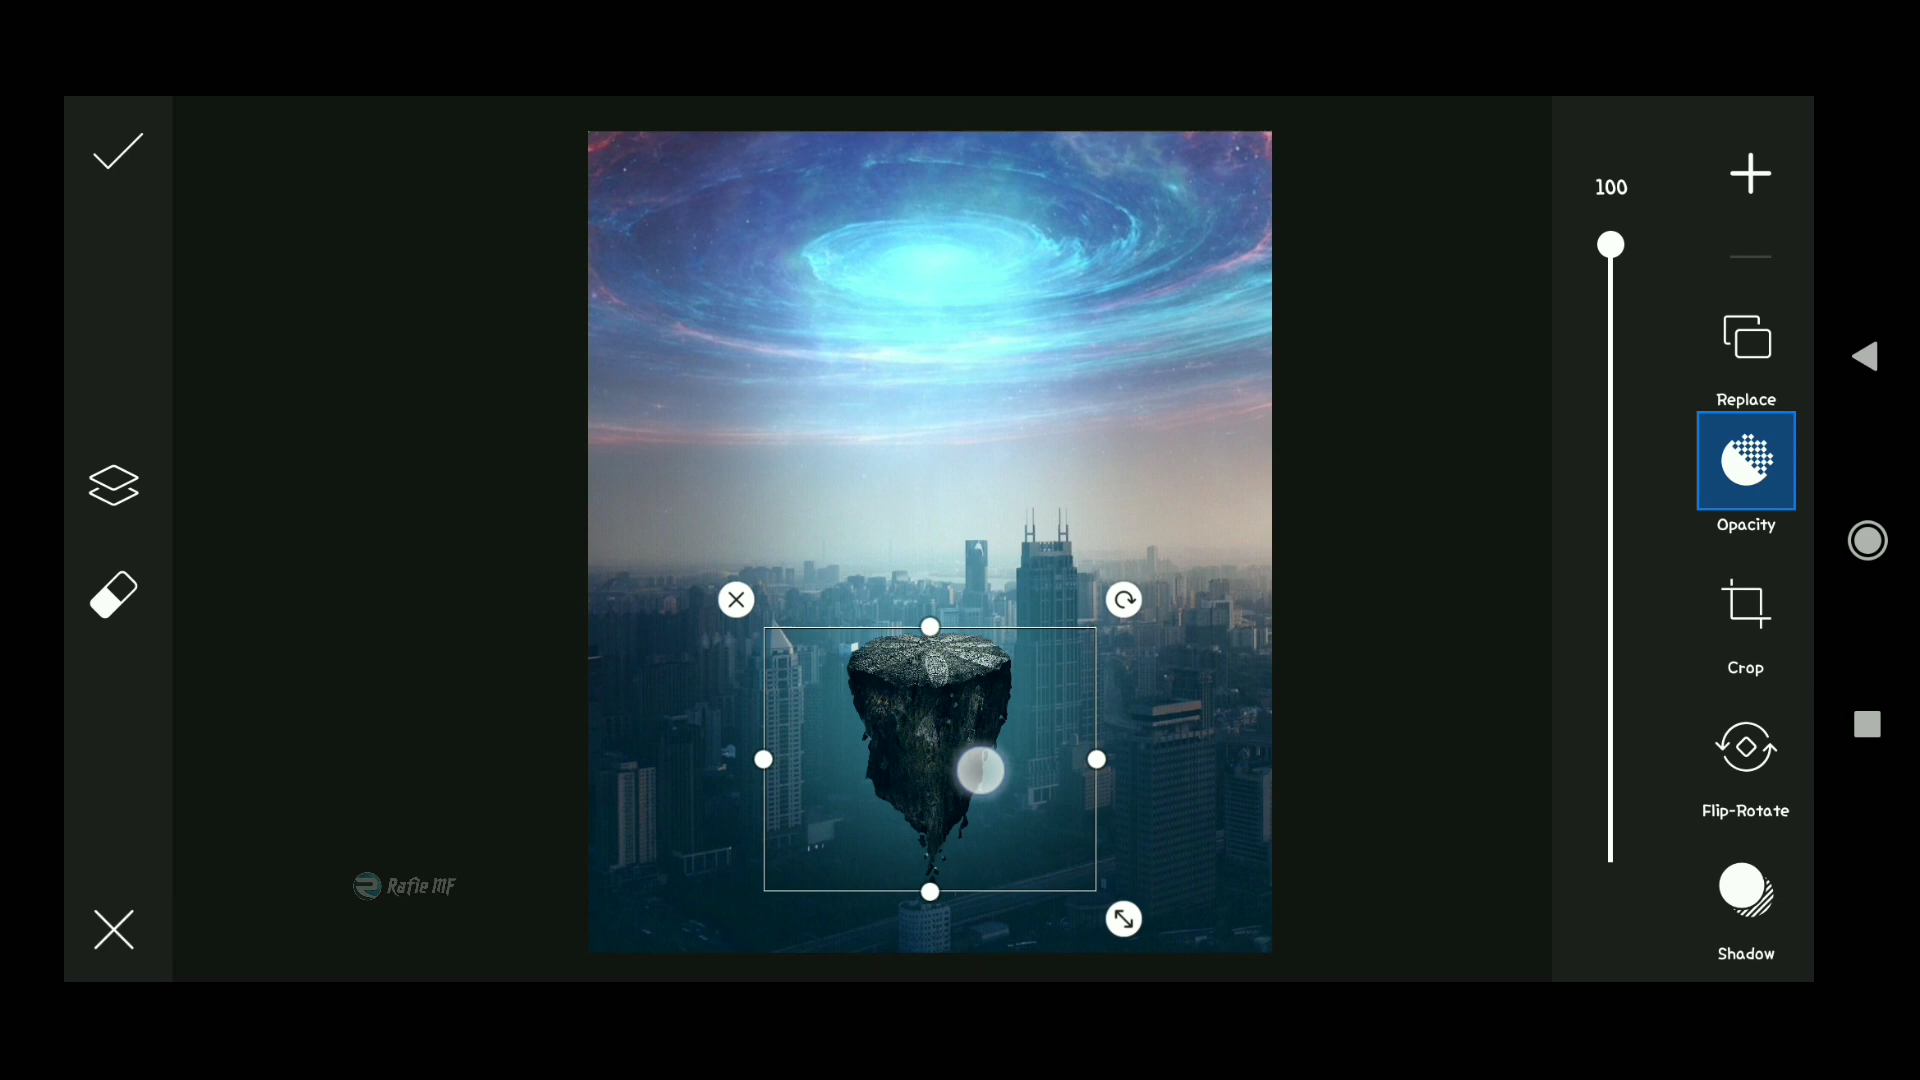 100
Replace
Opacity
Crop
Flip-Rotate
Shadow
Rafie MF